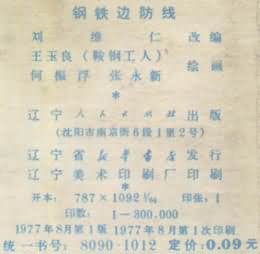 钢铁边防线
刘维仁 改编
王玉良（鞍钢工人）
何振浮 张永新 绘画
*
辽宁人民出版社出版
（沈阳市南京街6段1里2号）
辽宁省新华书店发行
辽宁美术印刷厂印刷
*
开本：787×1092 1/64 印张：1
印数：1—300,000
1977年8月第1版 1977年8月第1次印刷
统一书号：8090·1012 定价：0.09元